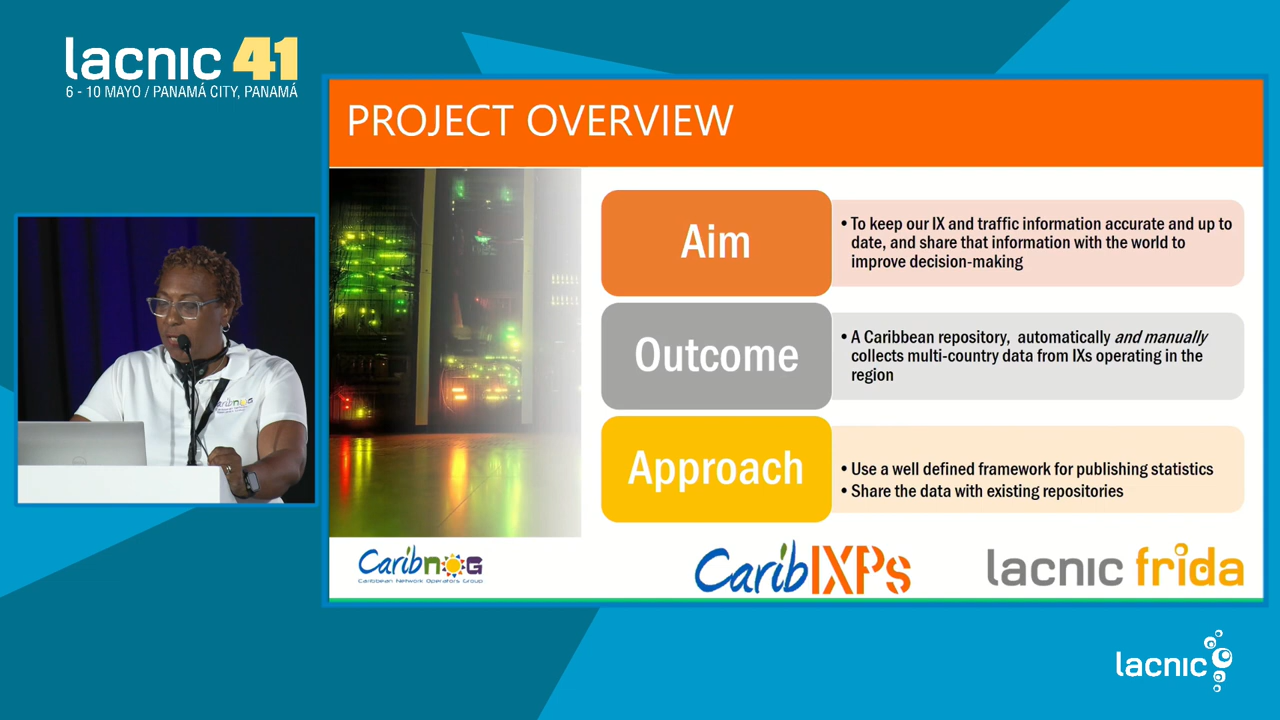 lacnic 41
6 - 10 MAYO / PANAMÁ CITY, PANAMÁ
PROJECT OVERVIEW
Aim
• To keep our IX and traffic information accurate and up to
date, and share that information with the world to
improve decision-making
Outcome
• A Caribbean repository, automatically and manually
collects multi-country data from IXs operating in the
region
Approach
• Use a well defined framework for publishing statistics
• Share the data with existing repositories
CaribNOG
Caribbean Network Operators Group
CaribIXPs
lacnic frida
CaribNOG
lacnic